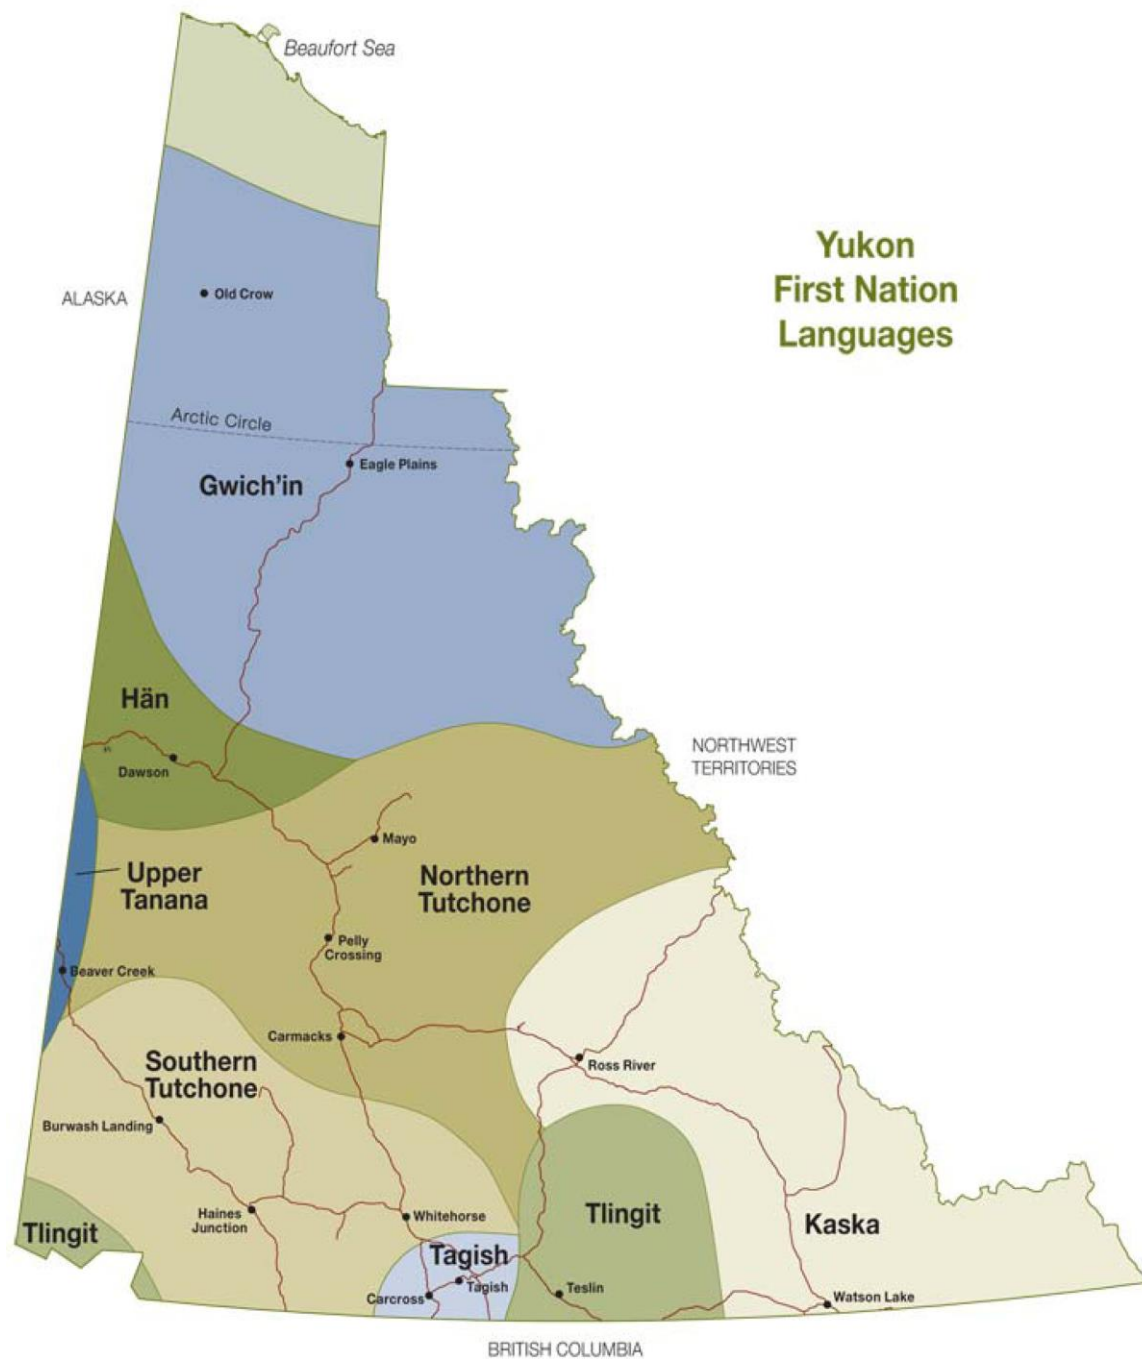 Beaufort Sea
Yukon
First Nation
Languages
ALASKA
Old Crow
Arctic Circle
Eagle Plains
Gwich’in
Hän
Dawson
NORTHWEST
TERRITORIES
Mayo
Upper
Tanana
Northern
Tutchone
Pelly
Crossing
Beaver Creek
Carmacks
Southern
Tutchone
Ross River
Burwash Landing
Haines
Junction
Whitehorse
Tlingit
Kaska
Tlingit
Tagish
Tagish
Teslin
Carcross
Watson Lake
BRITISH COLUMBIA